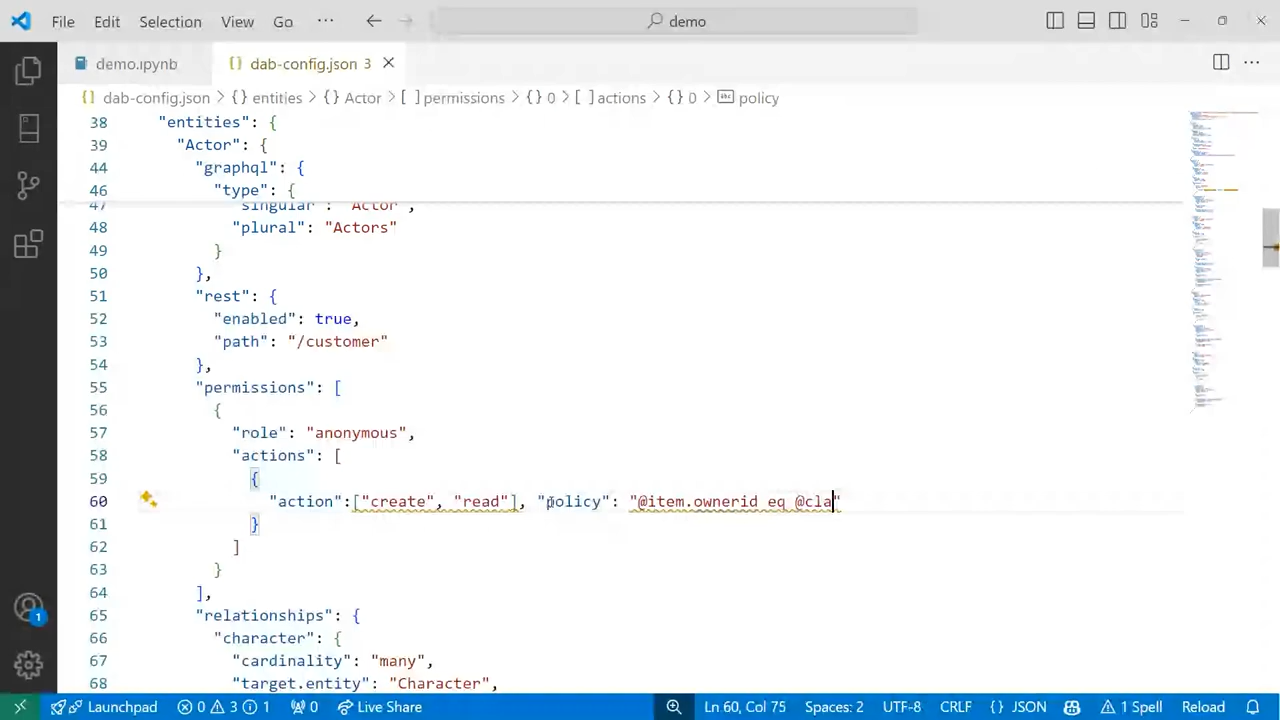 File Edit Selection View Go ··· demo
demo.ipynb dab-config.json 3
dab-config.json > {} entities > {} Actor > [ ] permissions > {} 0 > [ ] actions > {} 0 > abc policy
38 "entities": {
39 "Actor": {
44 "graphql": {
46 "type": {
47 "singular": "Actor"
48 "plural": "Actors"
49 }
50 },
51 "rest": {
52 "enabled": true,
53 "path": "/customer"
54 },
55 "permissions": [
56 {
57 "role": "anonymous",
58 "actions": [
59 {
60 "action":["create", "read"], "policy": "@item.ownerid eq @cla"
61 }
62 ]
63 }
64 ],
65 "relationships": {
66 "character": {
67 "cardinality": "many",
68 "target.entity": "Character",
1
Launchpad 0 3 1 0 Live Share Ln 60, Col 75 Spaces: 2 UTF-8 CRLF {} JSON 1 Spell Reload